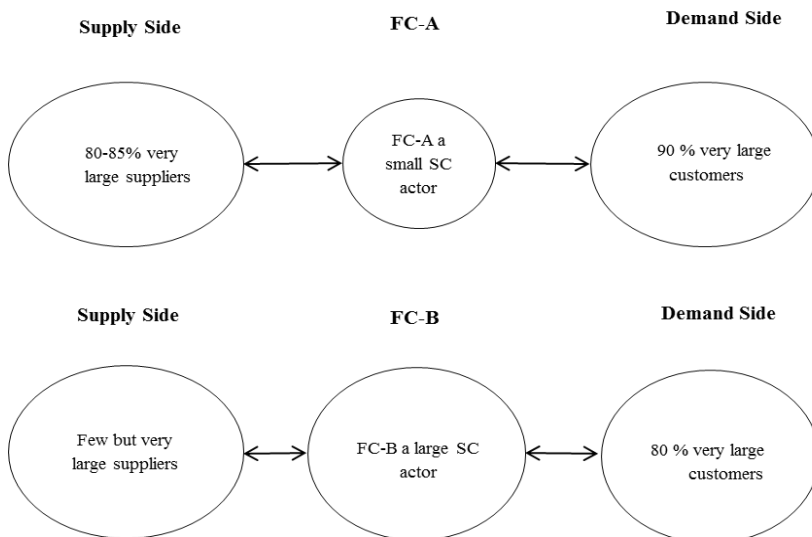 Supply Side
FC-A
Demand Side
80-85% very
large suppliers
FC-A a
small SC
actor
90 % very large
customers
Supply Side
FC-B
Demand Side
Few but very
large suppliers
FC-B a large SC
actor
80 % very large
customers